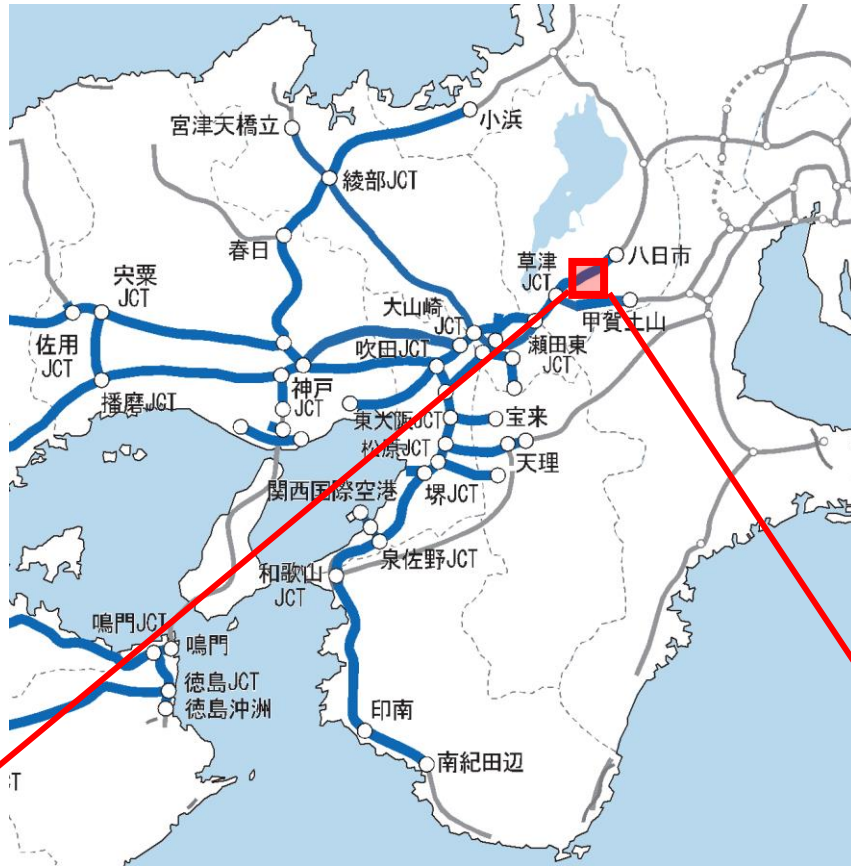 宮津天橋立
小浜
綾部JCT
春日
草津
JCT
八日市
宍粟
JCT
大山崎
JCT
甲賀土山
佐用
JCT
吹田JCT
瀬田東
JCT
播磨JCT
神戸
JCT
東大阪JCT
宝来
松原JCT
天理
関西国際空港
堺JCT
泉佐野JCT
和歌山
JCT
鳴門JCT
鳴門
徳島JCT
徳島沖洲
印南
南紀田辺